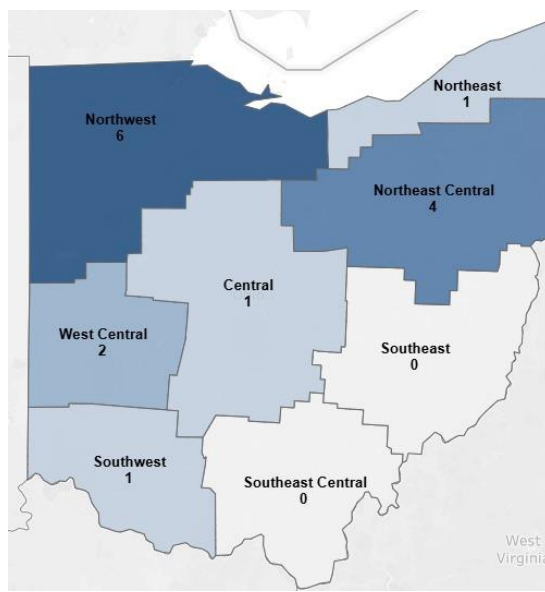 Northeast
1
Northwest
6
Northeast Central
4
Central
1
West Central
2
Southeast
0
Southwest
1
Southeast Central
0
West
Virginia